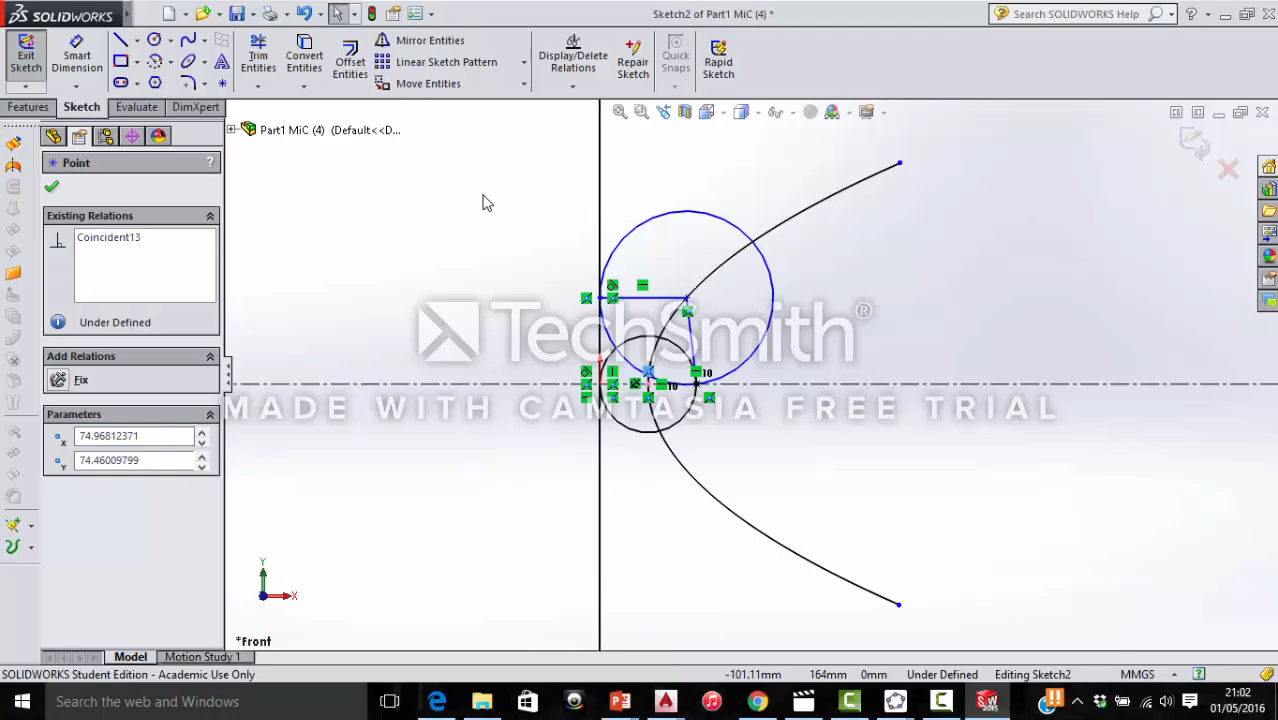 SOLIDWORKS
Sketch2 of Part1 MiC (4) *
Search SOLIDWORKS Help
Exit Sketch
Smart Dimension
Trim Entities
Convert Entities
Offset Entities
Mirror Entities
Linear Sketch Pattern
Move Entities
Display/Delete Relations
Repair Sketch
Quick Snaps
Rapid Sketch
Features
Sketch
Evaluate
DimXpert
Part1 MiC (4) (Default<<D...
Point
?
Existing Relations
Coincident13
Under Defined
Add Relations
Fix
Parameters
74.96812371
74.46009799
10
10
TechSmith®
MADE WITH CAMTASIA FREE TRIAL
Y
X
*Front
Model
Motion Study 1
SOLIDWORKS Student Edition - Academic Use Only
-101.11mm
164mm
0mm
Under Defined
Editing Sketch2
MMGS
Search the web and Windows
21:02
01/05/2016